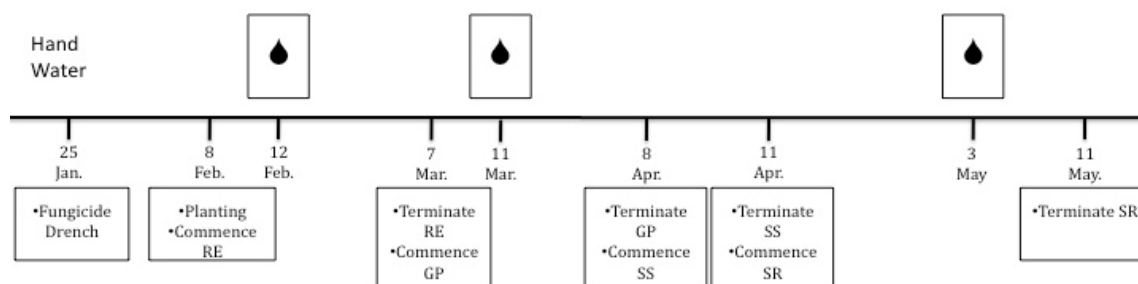 Hand
Water
25
Jan.
8
Feb.
12
Feb.
7
Mar.
11
Mar.
8
Apr.
11
Apr.
3
May
11
May.
•Fungicide
Drench
•Planting
•Commence
RE
•Terminate
RE
•Commence
GP
•Terminate
GP
•Commence
SS
•Terminate
SS
•Commence
SR
•Terminate SR